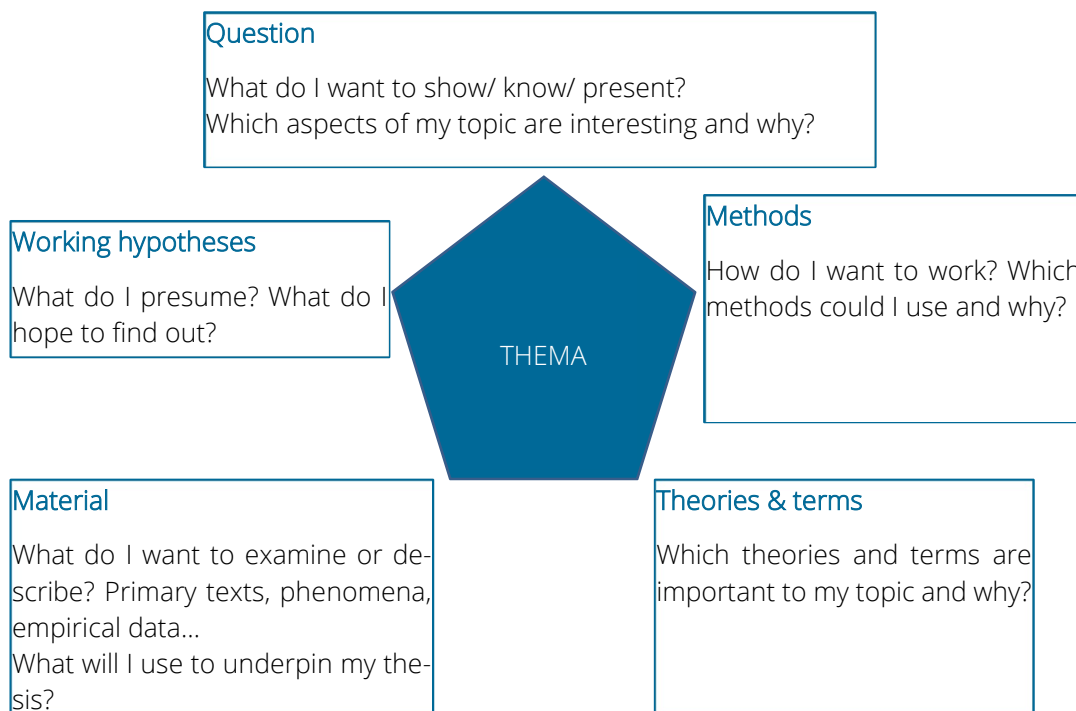 Question
What do I want to show/ know/ present?
Which aspects of my topic are interesting and why?
Working hypotheses
What do I presume? What do I
hope to find out?
Methods
How do I want to work? Which
methods could I use and why?
THEMA
Material
What do I want to examine or de-
scribe? Primary texts, phenomena,
empirical data…
What will I use to underpin my the-
sis?
Theories & terms
Which theories and terms are
important to my topic and why?